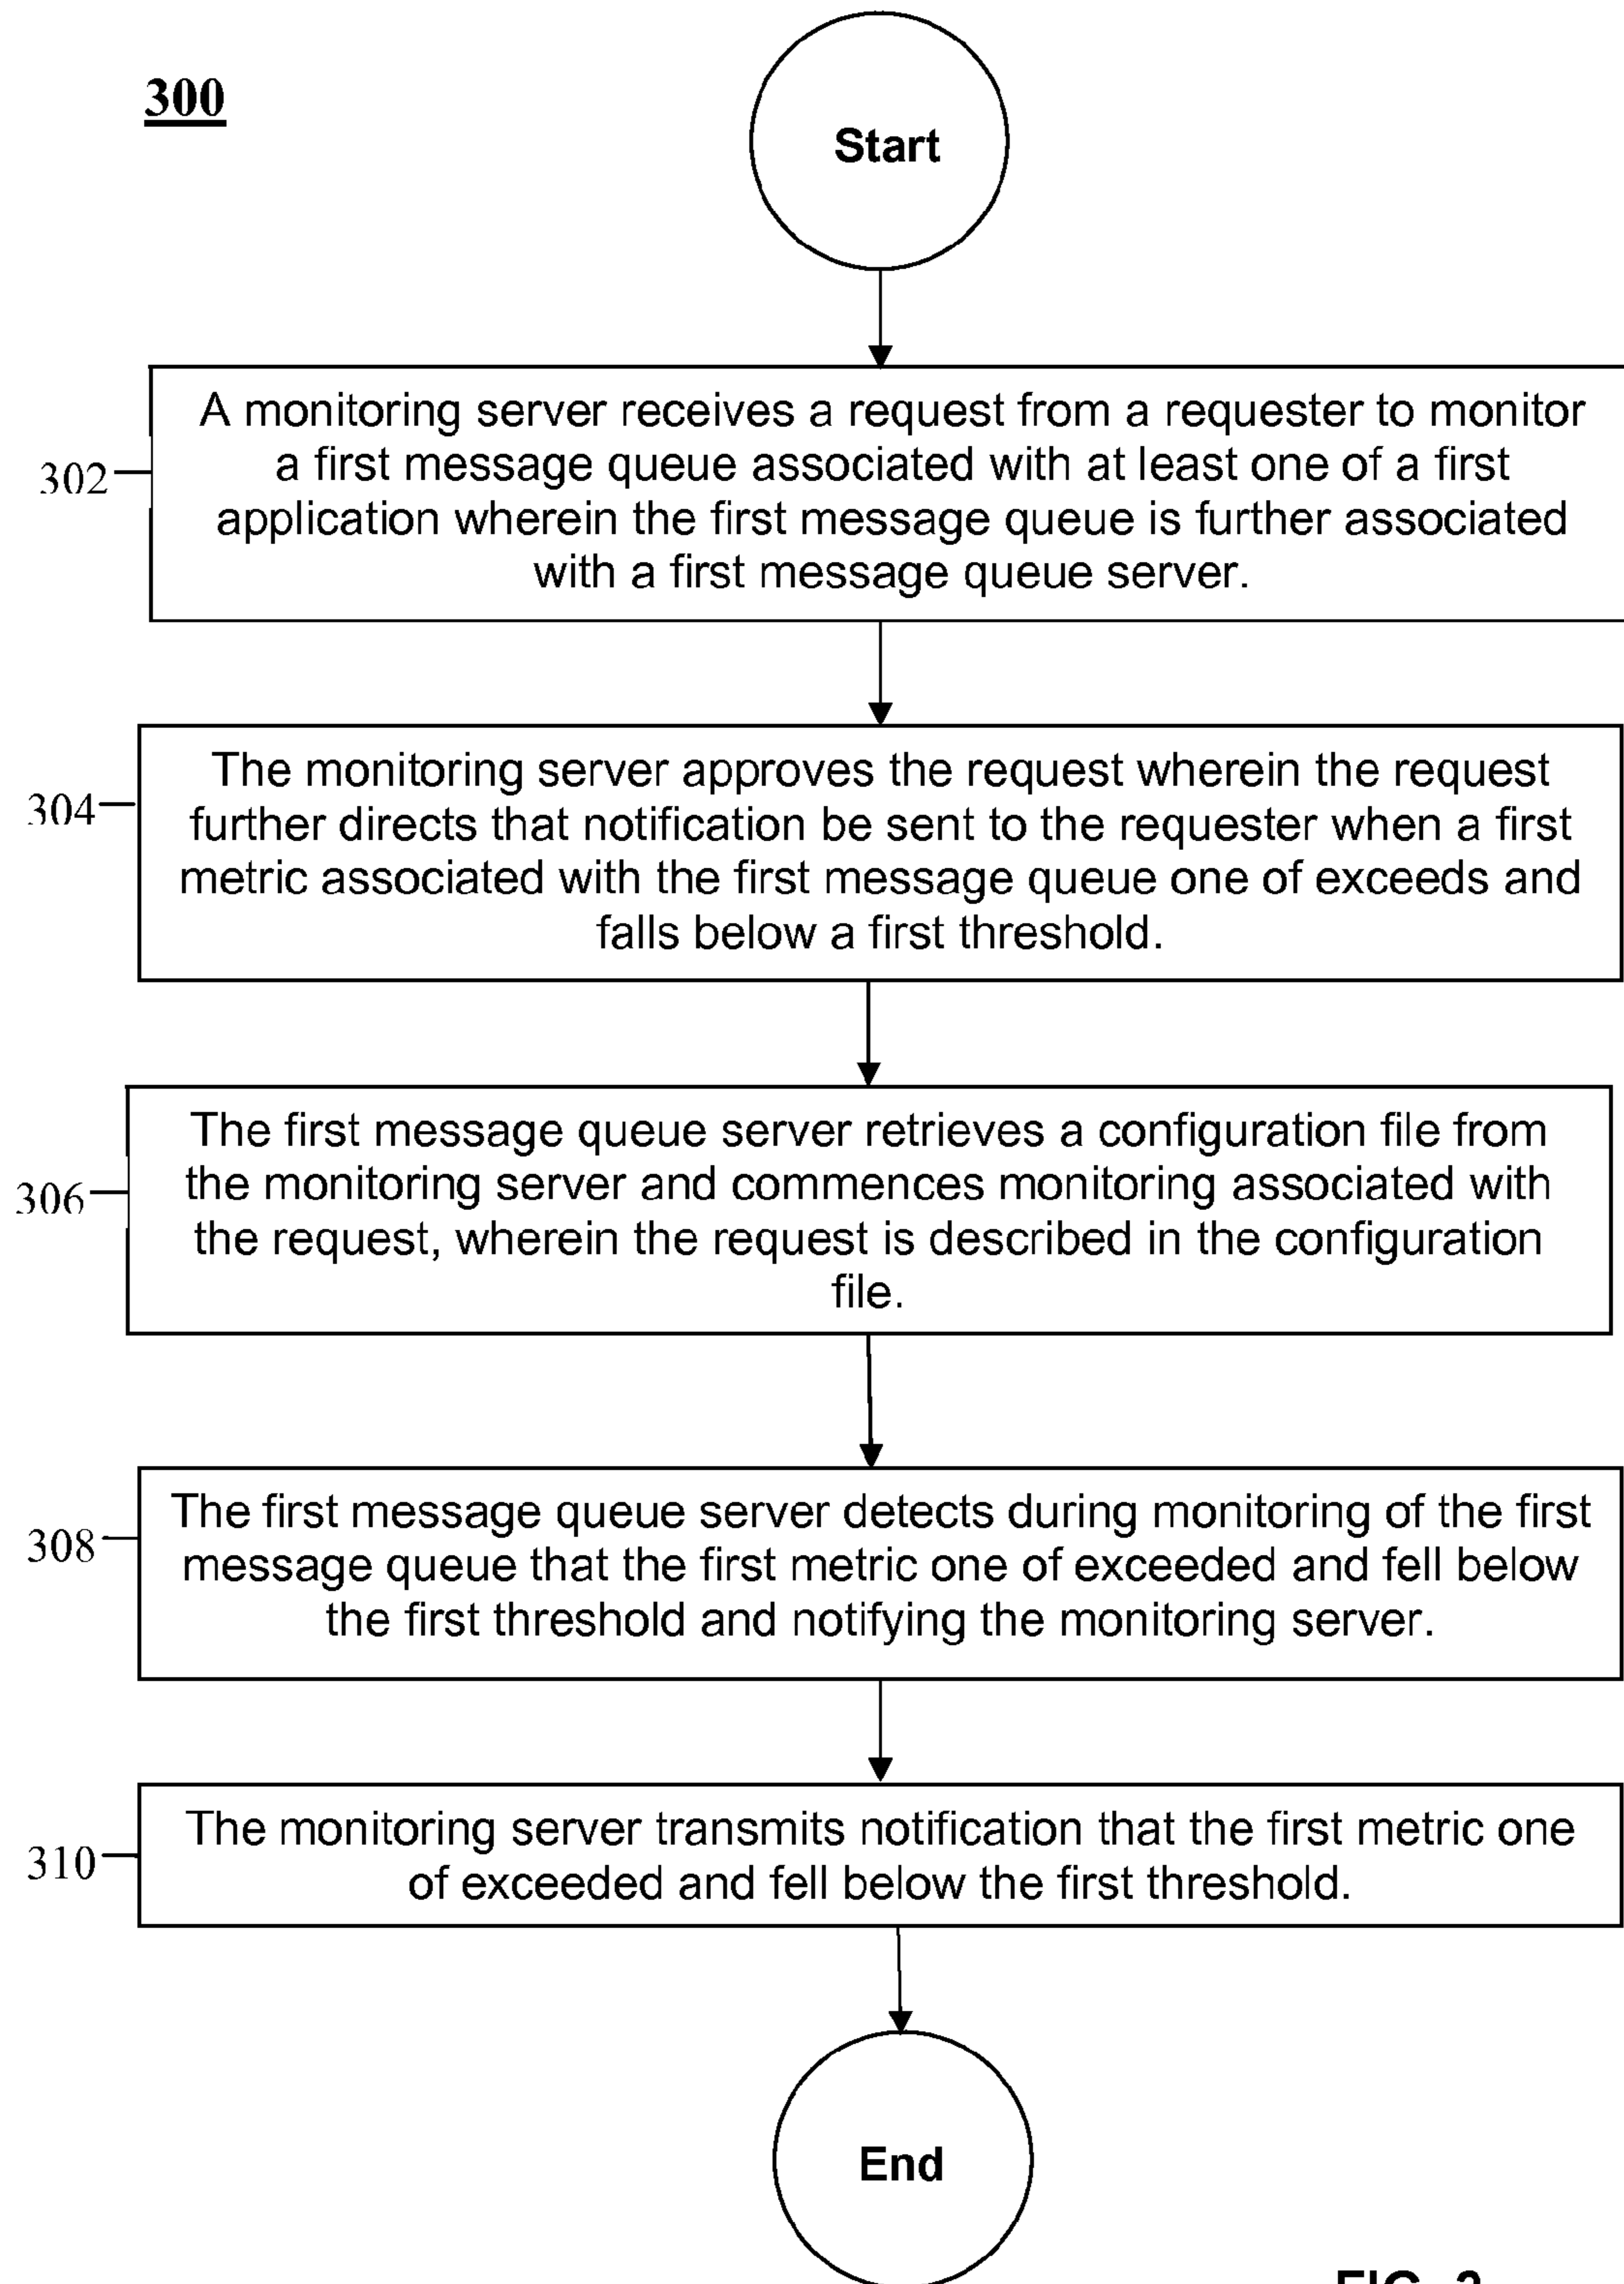 300
Start
302
A monitoring server receives a request from a requester to monitor
a first message queue associated with at least one of a first
application wherein the first message queue is further associated
with a first message queue server.
304
The monitoring server approves the request wherein the request
further directs that notification be sent to the requester when a first
metric associated with the first message queue one of exceeds and
falls below a first threshold.
306
The first message queue server retrieves a configuration file from
the monitoring server and commences monitoring associated with
the request, wherein the request is described in the configuration
file.
308
The first message queue server detects during monitoring of the first
message queue that the first metric one of exceeded and fell below
the first threshold and notifying the monitoring server.
310
The monitoring server transmits notification that the first metric one
of exceeded and fell below the first threshold.
End
FIG.